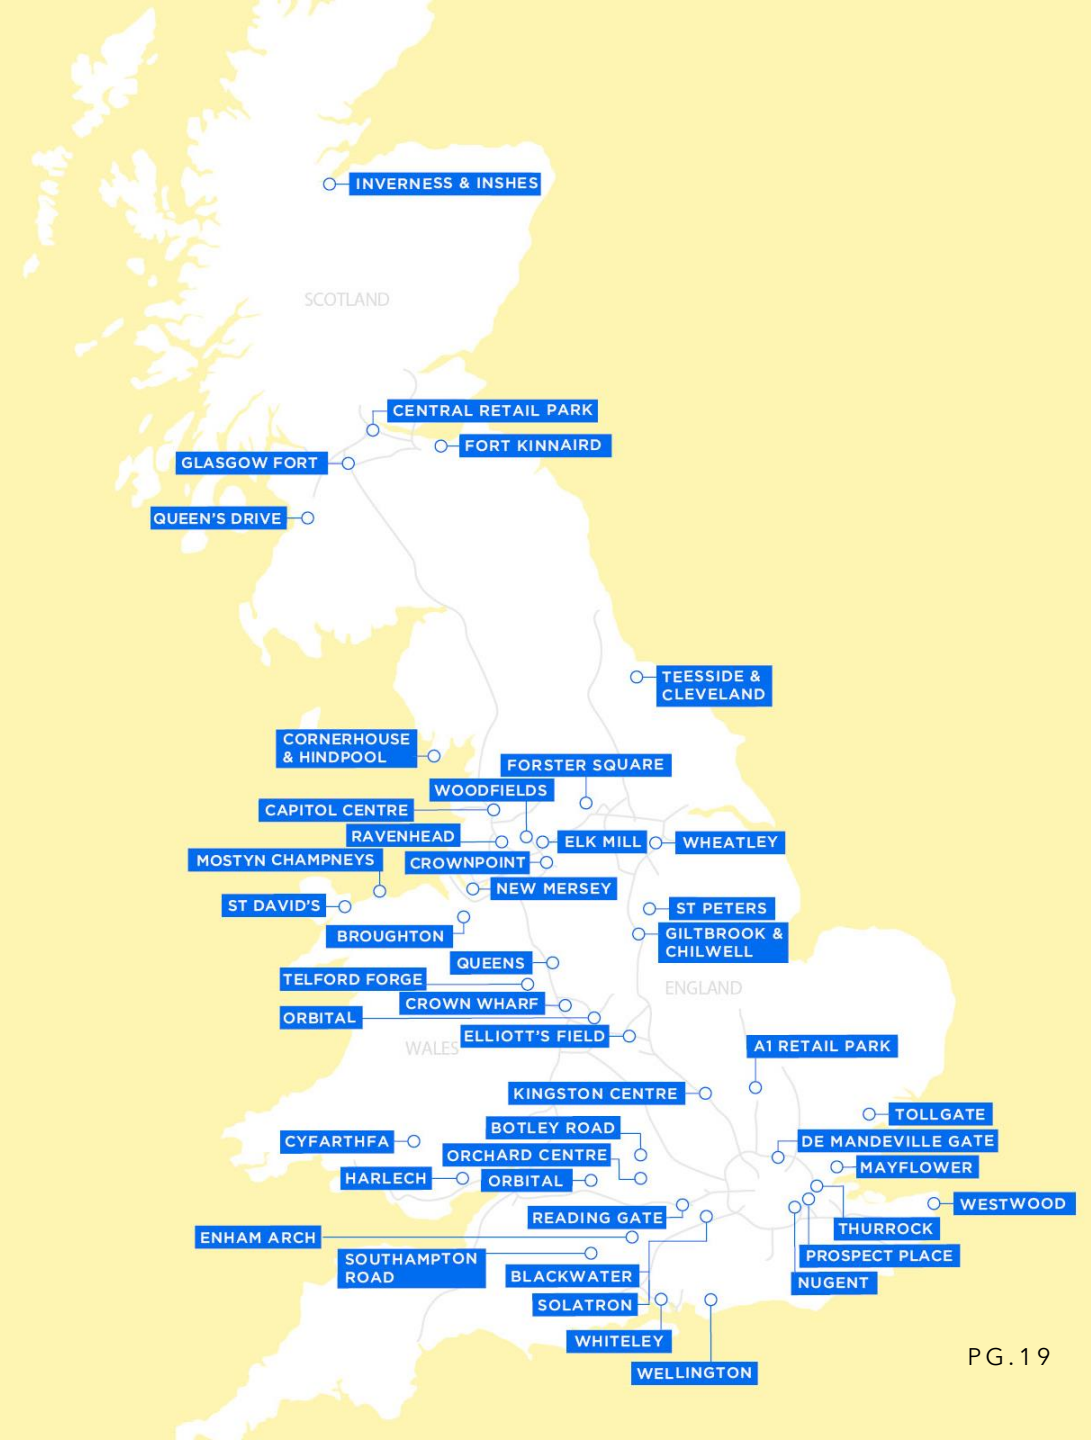 INVERNESS & INSHES
SCOTLAND
CENTRAL RETAIL PARK
FORT KINNAIRD
GLASGOW FORT
QUEEN'S DRIVE
TEESSIDE &
CLEVELAND
CORNERHOUSE
& HINDPOOL
FORSTER SQUARE
WOODFIELDS
CAPITOL CENTRE
RAVENHEAD
ELK MILL
WHEATLEY
MOSTYN CHAMPNEYS
CROWNPOINT
NEW MERSEY
ST DAVID'S
ST PETERS
BROUGHTON
GILTBROOK &
CHILWELL
QUEENS
TELFORD FORGE
ENGLAND
CROWN WHARF
ORBITAL
ELLIOTT'S FIELD
WALES
A1 RETAIL PARK
KINGSTON CENTRE
TOLLGATE
BOTLEY ROAD
CYFARTHFA
DE MANDEVILLE GATE
ORCHARD CENTRE
MAYFLOWER
HARLECH
ORBITAL
WESTWOOD
READING GATE
THURROCK
ENHAM ARCH
PROSPECT PLACE
SOUTHAMPTON
ROAD
BLACKWATER
NUGENT
SOLATRON
WHITELEY
WELLINGTON
PG.19